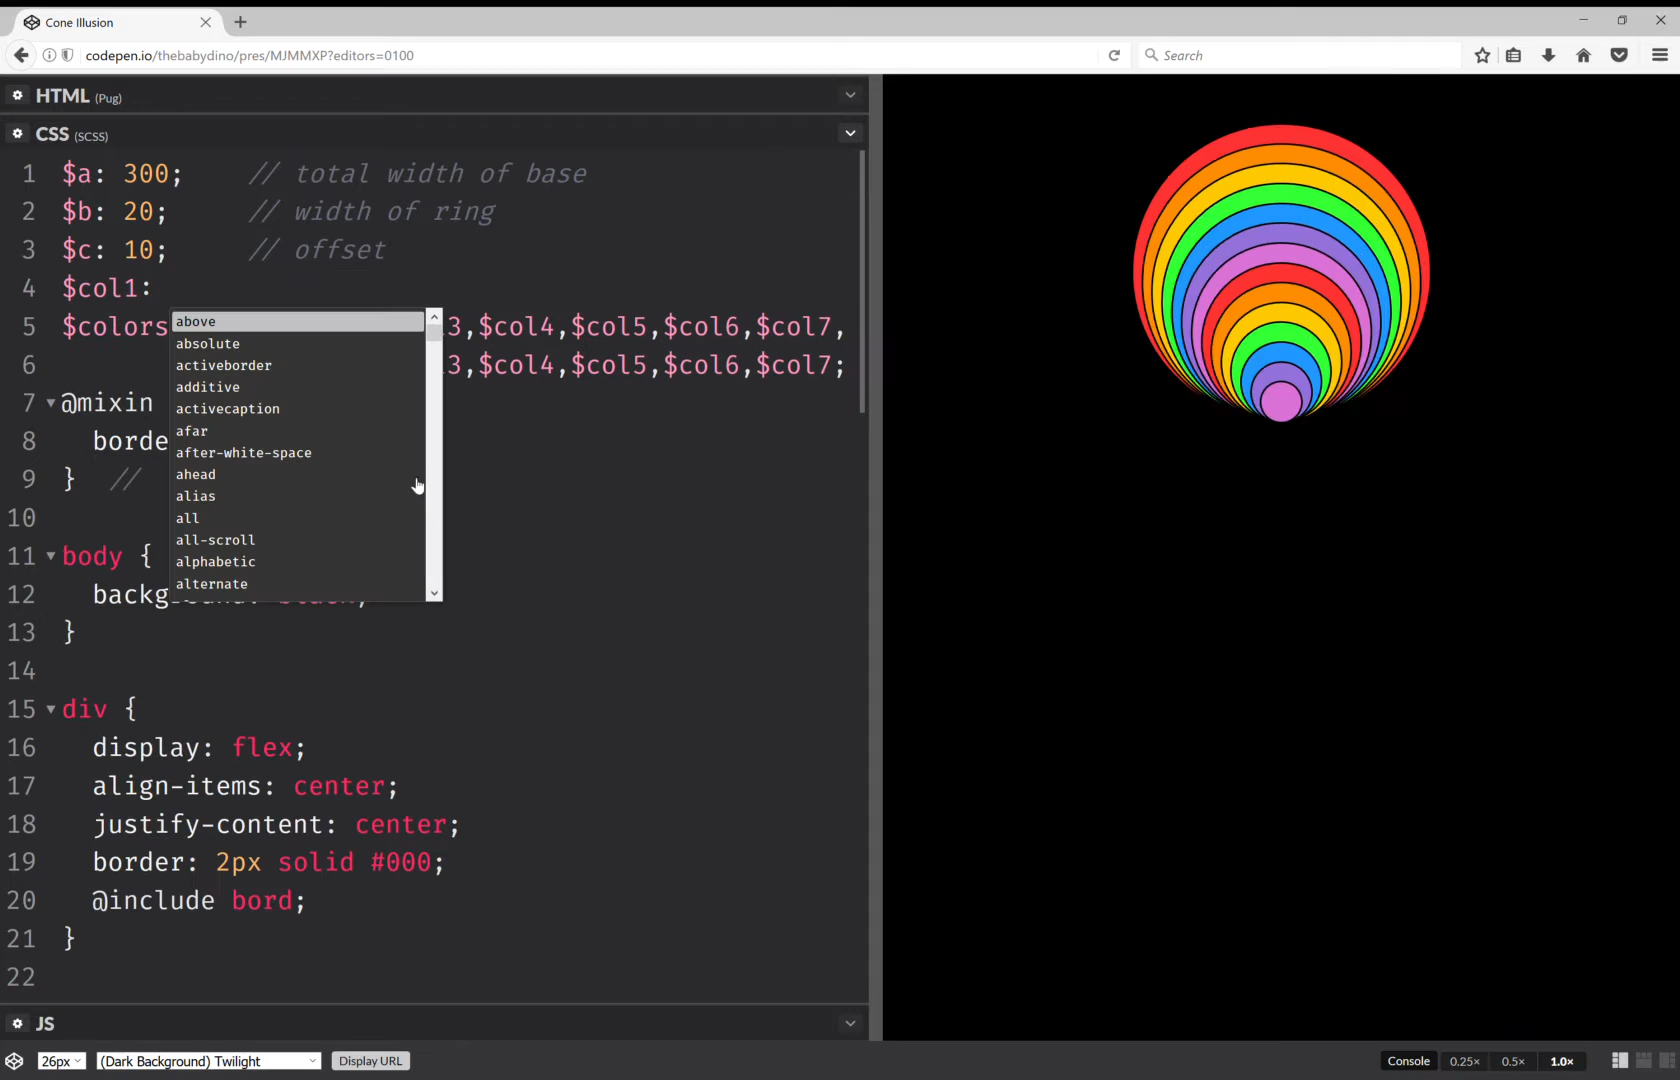 Cone Illusion
codepen.io/thebabydino/pres/MJMMXP?editors=0100
Search
HTML (Pug)
CSS (SCSS)
1 $a: 300; // total width of base
2 $b: 20; // width of ring
3 $c: 10; // offset
4 $col1:
5 $colors 3,$col4,$col5,$col6,$col7,
6 3,$col4,$col5,$col6,$col7;
above
absolute
activeborder
additive
activecaption
afar
after-white-space
ahead
alias
all
all-scroll
alphabetic
alternate
7 @mixin
8 borde
9 } //
10
11 body {
12
13 }
14
15 div {
16 display: flex;
17 align-items: center;
18 justify-content: center;
19 border: 2px solid #000;
20 @include bord;
21 }
22
JS
26px (Dark Background) Twilight Display URL
Console 0.25× 0.5× 1.0×